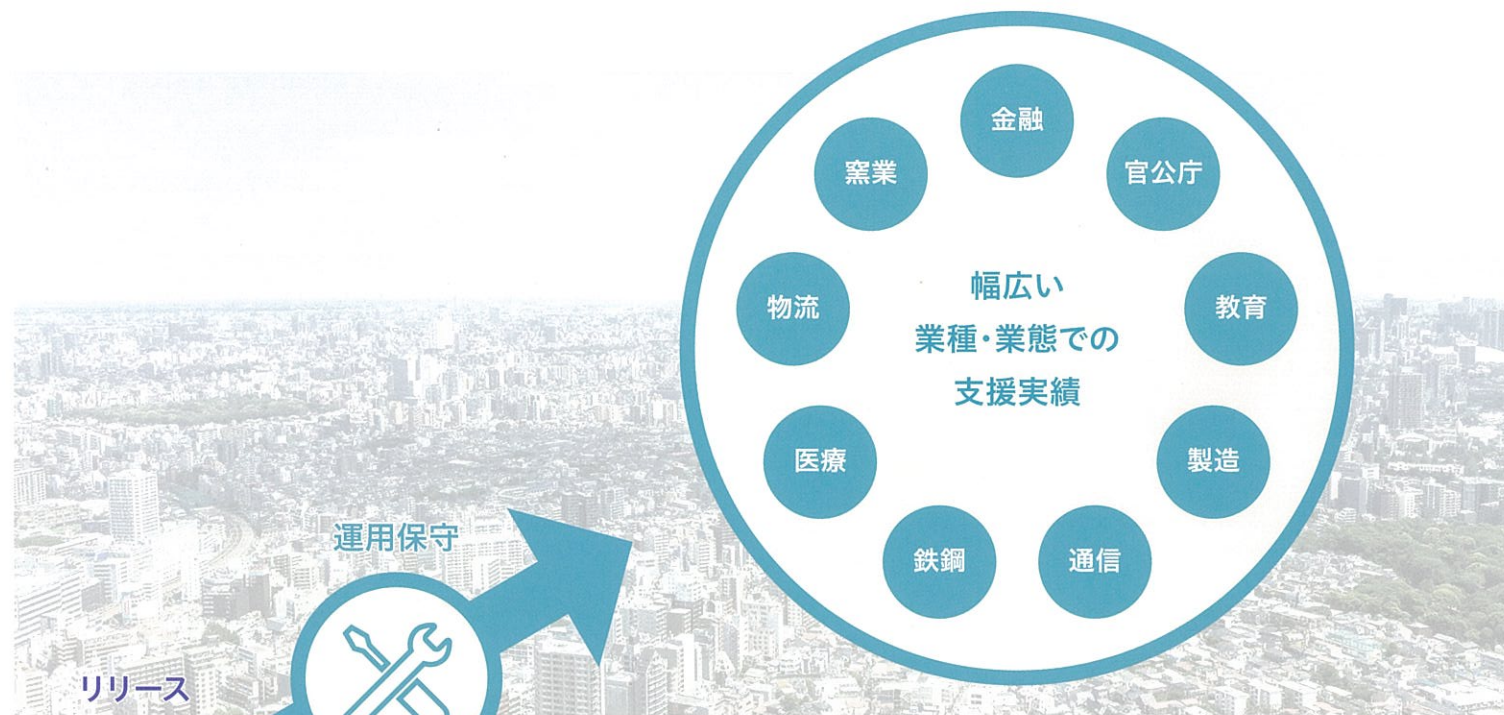 金融
官公庁
教育
製造
通信
鉄鋼
医療
物流
窯業
幅広い
業種・業態での
支援実績
運用保守
リリース